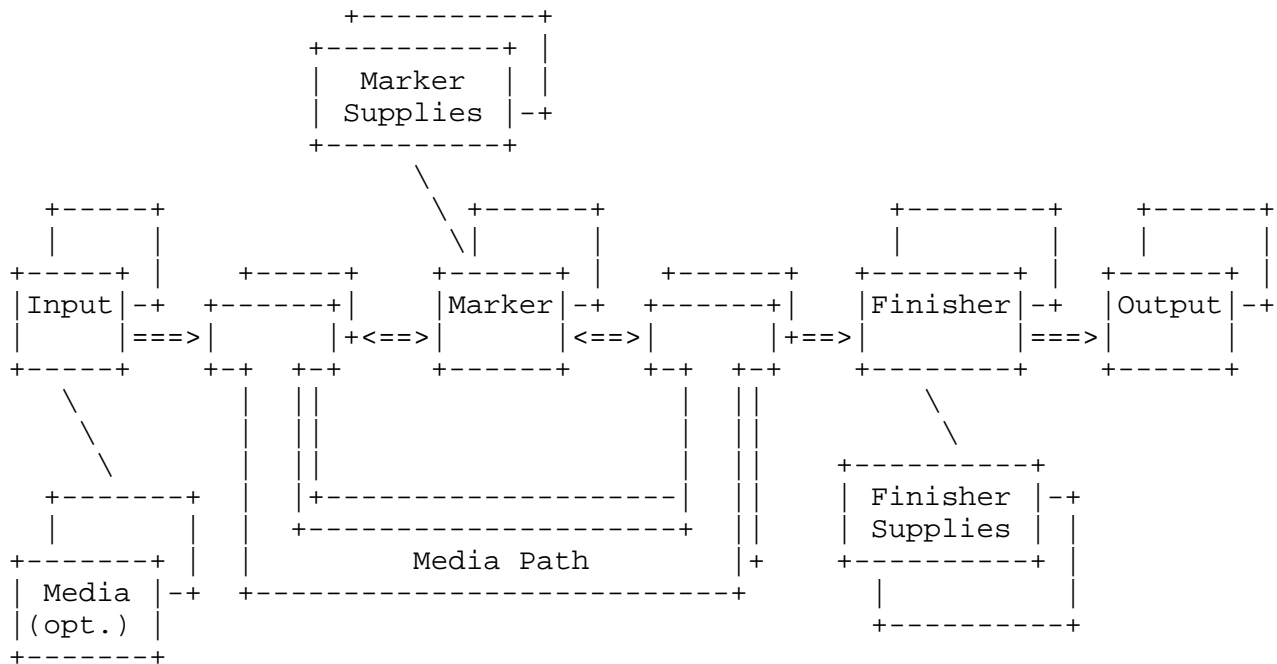 Marker
Supplies
Input
Marker
Finisher
Output
Media Path
Finisher
Supplies
Media
(opt.)